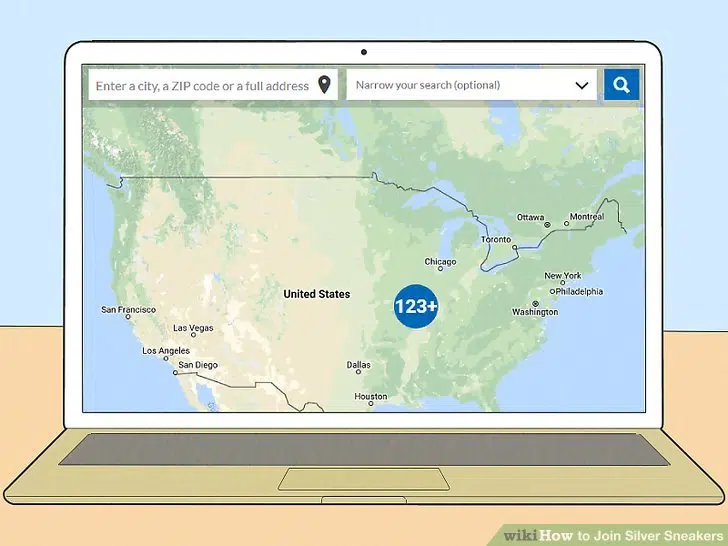 Enter a city, a ZIP code or a full address
Narrow your search (optional)
Ottawa
Montreal
Toronto
Chicago
New York
Philadelphia
Washington
United States
123+
San Francisco
Las Vegas
Los Angeles
San Diego
Dallas
Houston
wikiHow to Join Silver Sneakers